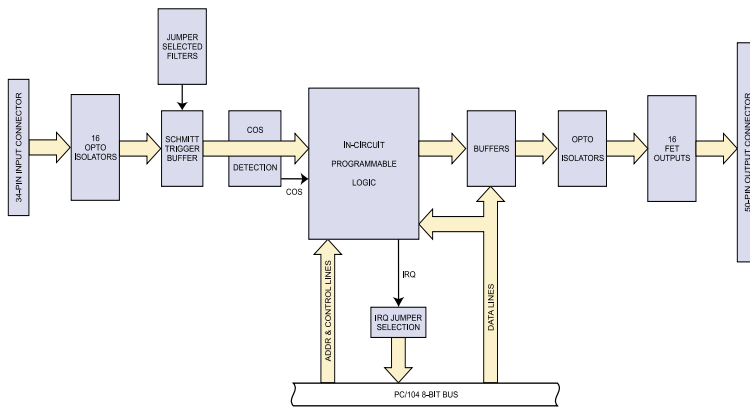 JUMPER
SELECTED
FILTERS
34-PIN INPUT CONNECTOR
16
OPTO
ISOLATORS
SCHMITT
TRIGGER
BUFFER
COS
DETECTION
COS
IN-CIRCUIT
PROGRAMMABLE
LOGIC
BUFFERS
OPTO
ISOLATORS
16
FET
OUTPUTS
50-PIN OUTPUT CONNECTOR
ADDR & CONTROL LINES
IRQ
IRQ JUMPER
SELECTION
DATA LINES
PC/104 8-BIT BUS